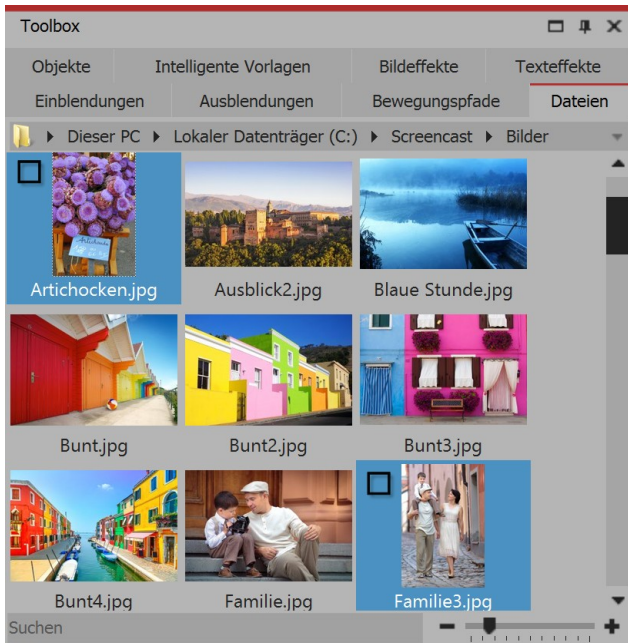 Toolbox
Objekte Intelligente Vorlagen Bildeffekte Texteffekte
Einblendungen Ausblendungen Bewegungspfade Dateien
Dieser PC Lokaler Datenträger (C:) Screencast Bilder
Artichocken.jpg Ausblick2.jpg Blaue Stunde.jpg
Bunt.jpg Bunt2.jpg Bunt3.jpg
Bunt4.jpg Familie.jpg Familie3.jpg
Suchen